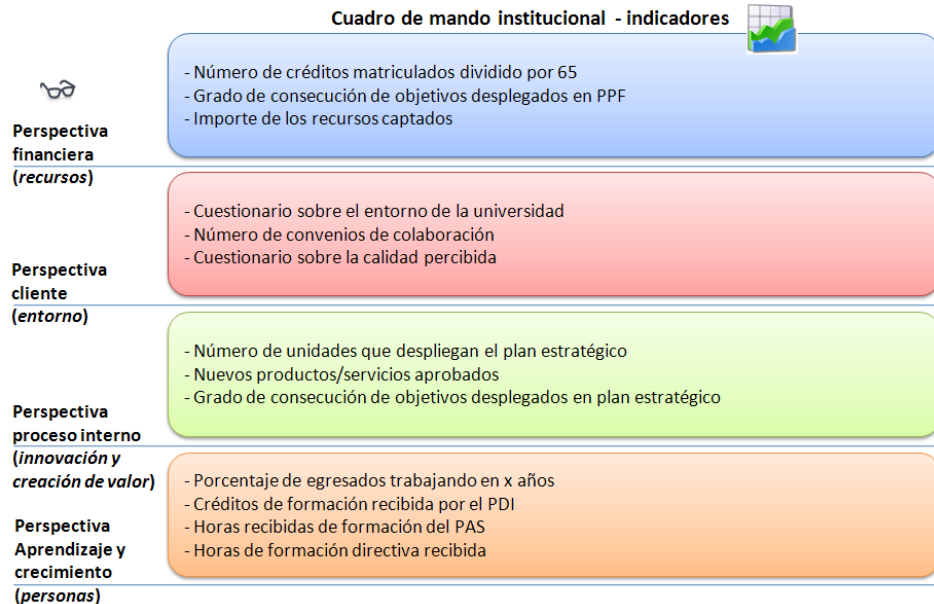 Cuadro de mando institucional - indicadores
- Número de créditos matriculados dividido por 65
- Grado de consecución de objetivos desplegados en PPF
- Importe de los recursos captados
Perspectiva
financiera
(recursos)
- Cuestionario sobre el entorno de la universidad
- Número de convenios de colaboración
- Cuestionario sobre la calidad percibida
Perspectiva
cliente
(entorno)
- Número de unidades que despliegan el plan estratégico
- Nuevos productos/servicios aprobados
- Grado de consecución de objetivos desplegados en plan estratégico
Perspectiva
proceso interno
(innovación y
creación de valor)
- Porcentaje de egresados trabajando en x años
- Créditos de formación recibida por el PDI
- Horas recibidas de formación del PAS
- Horas de formación directiva recibida
Perspectiva
Aprendizaje y
crecimiento
(personas)